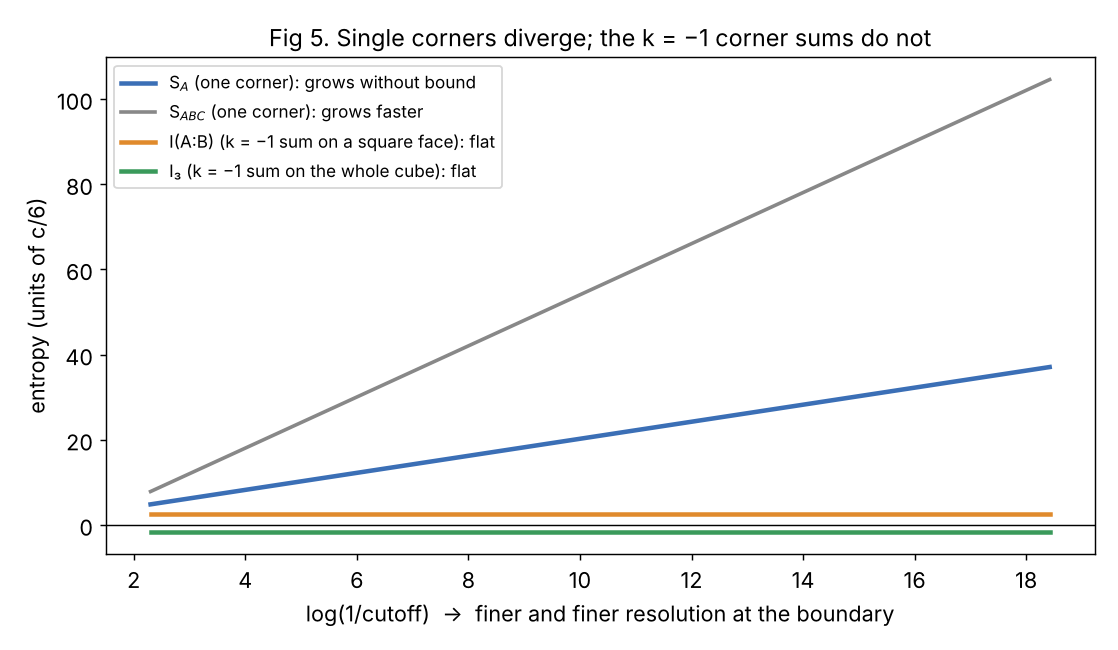 Fig 5. Single corners diverge; the k = −1 corner sums do not
S_A (one corner): grows without bound
S_ABC (one corner): grows faster
I(A:B) (k = −1 sum on a square face): flat
I₃ (k = −1 sum on the whole cube): flat
entropy (units of c/6)
100
80
60
40
20
0
2 4 6 8 10 12 14 16 18
log(1/cutoff) → finer and finer resolution at the boundary